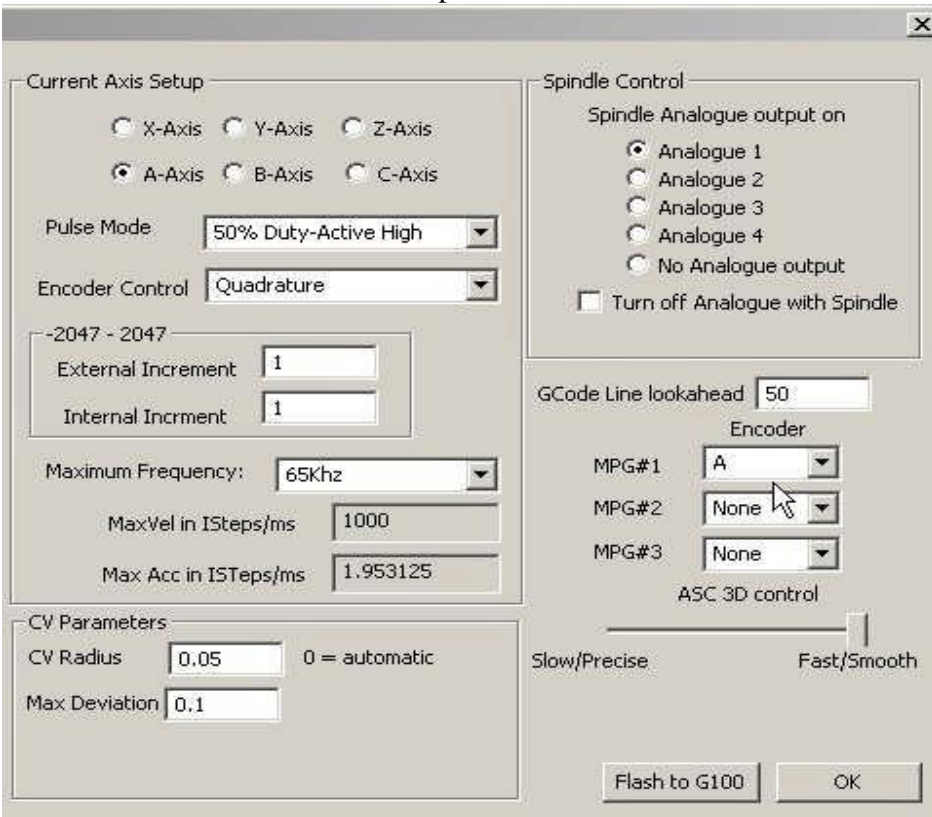 Current Axis Setup
X-Axis Y-Axis Z-Axis
A-Axis B-Axis C-Axis
Pulse Mode 50% Duty-Active High
Encoder Control Quadrature
-2047 - 2047
External Increment 1
Internal Incrment 1
Maximum Frequency: 65Khz
MaxVel in ISteps/ms 1000
Max Acc in ISTeps/ms 1.953125
CV Parameters
CV Radius 0.05 0 = automatic
Max Deviation 0.1
Spindle Control
Spindle Analogue output on
Analogue 1
Analogue 2
Analogue 3
Analogue 4
No Analogue output
Turn off Analogue with Spindle
GCode Line lookahead 50
Encoder
MPG#1 A
MPG#2 None
MPG#3 None
ASC 3D control
Slow/Precise Fast/Smooth
Flash to G100 OK